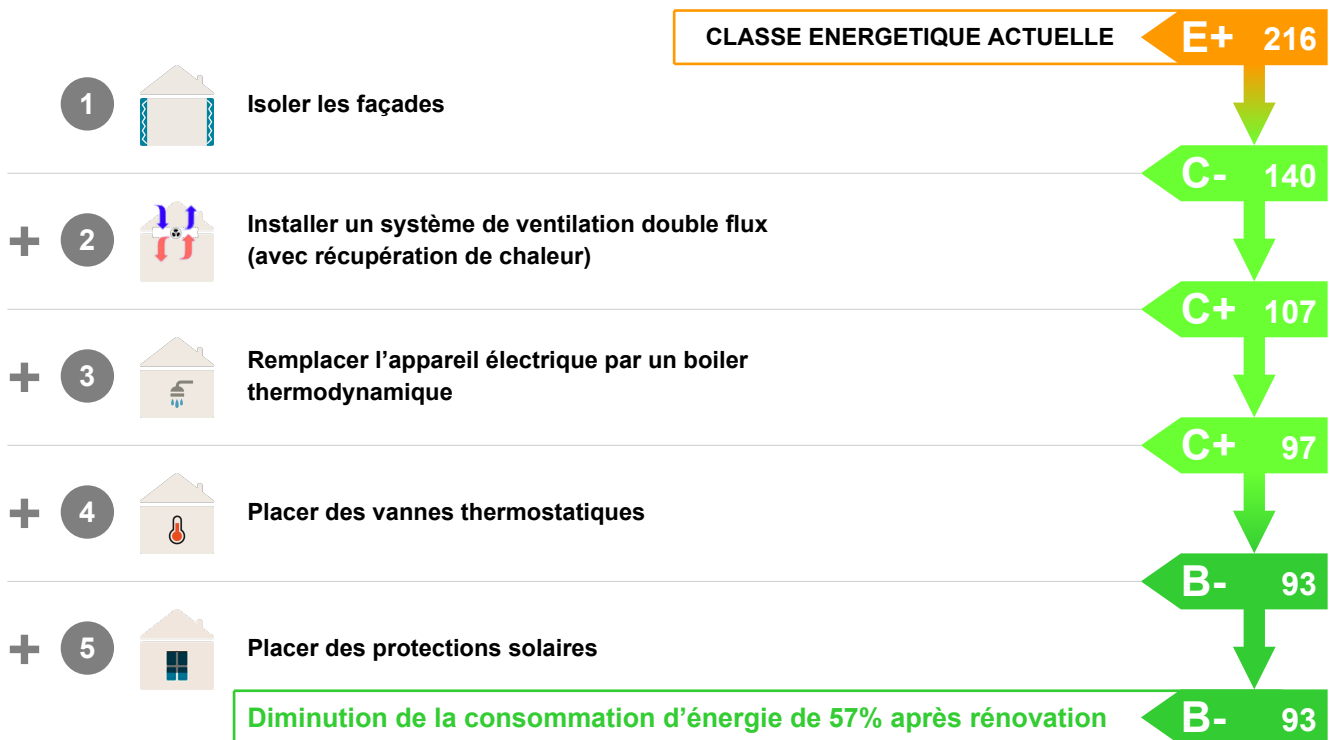 CLASSE ENERGETIQUE ACTUELLE E+ 216
1 Isoler les façades
C- 140
+ 2 Installer un système de ventilation double flux
(avec récupération de chaleur)
C+ 107
+ 3 Remplacer l’appareil électrique par un boiler
thermodynamique
C+ 97
+ 4 Placer des vannes thermostatiques
B- 93
+ 5 Placer des protections solaires
Diminution de la consommation d’énergie de 57% après rénovation B- 93